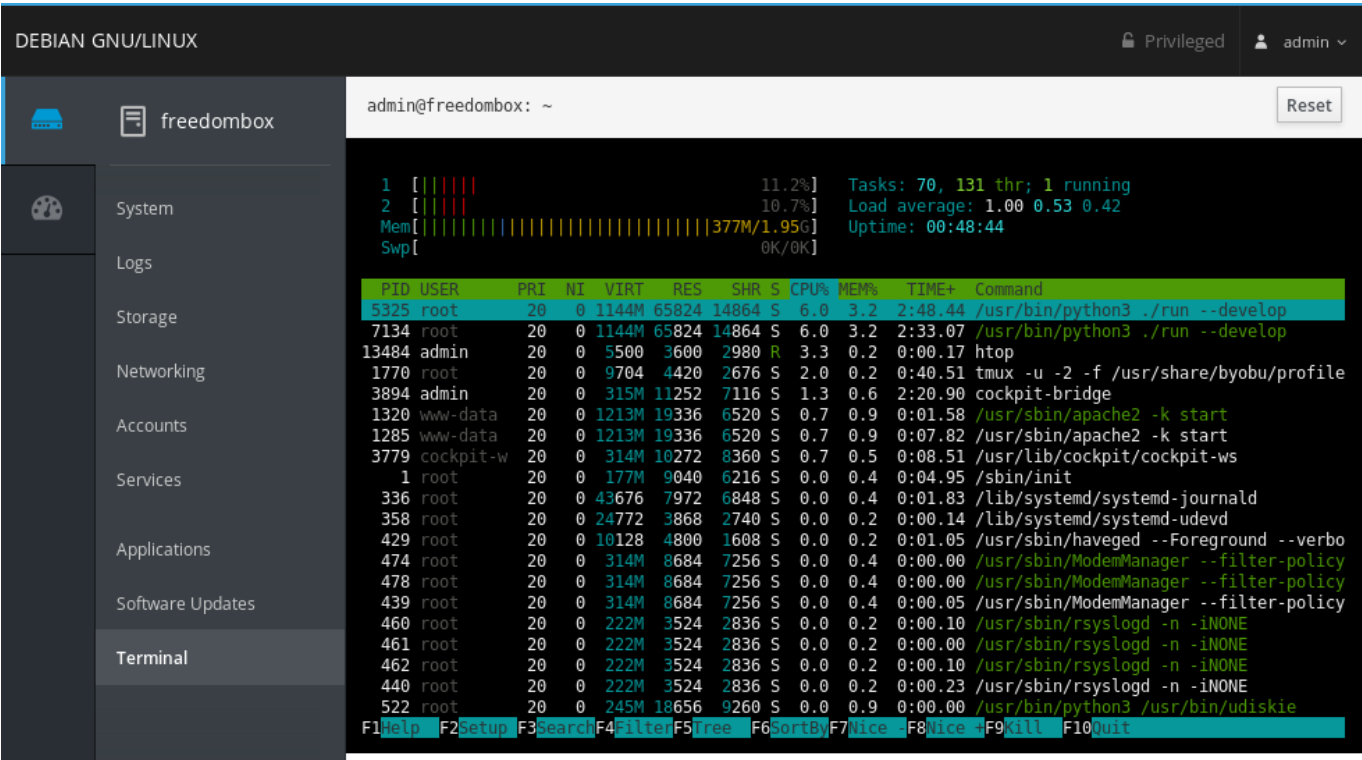 DEBIAN GNU/LINUX
Privileged
admin
freedombox
System
Logs
Storage
Networking
Accounts
Services
Applications
Software Updates
Terminal
admin@freedombox: ~
Reset
1 [||||||| 11.2%] Tasks: 70, 131 thr; 1 running
2 [|||||| 10.7%] Load average: 1.00 0.53 0.42
Mem[|||||||||||||||||||||||||||||||377M/1.95G] Uptime: 00:48:44
Swp[ 0K/0K]
PID USER PRI NI VIRT RES SHR S CPU% MEM% TIME+ Command
5325 root 20 0 1144M 65824 14864 S 6.0 3.2 2:48.44 /usr/bin/python3 ./run --develop
7134 root 20 0 1144M 65824 14864 S 6.0 3.2 2:33.07 /usr/bin/python3 ./run --develop
13484 admin 20 0 5500 3600 2980 R 3.3 0.2 0:00.17 htop
1770 root 20 0 9704 4420 2676 S 2.0 0.2 0:40.51 tmux -u -2 -f /usr/share/byobu/profile
3894 admin 20 0 315M 11252 7116 S 1.3 0.6 2:20.90 cockpit-bridge
1320 www-data 20 0 1213M 19336 6520 S 0.7 0.9 0:01.58 /usr/sbin/apache2 -k start
1285 www-data 20 0 1213M 19336 6520 S 0.7 0.9 0:07.82 /usr/sbin/apache2 -k start
3779 cockpit-w 20 0 314M 10272 8360 S 0.7 0.5 0:08.51 /usr/lib/cockpit/cockpit-ws
1 root 20 0 177M 9040 6216 S 0.0 0.4 0:04.95 /sbin/init
336 root 20 0 43676 7972 6848 S 0.0 0.4 0:01.83 /lib/systemd/systemd-journald
358 root 20 0 24772 3868 2740 S 0.0 0.2 0:00.14 /lib/systemd/systemd-udevd
429 root 20 0 10128 4800 1608 S 0.0 0.2 0:01.05 /usr/sbin/haveged --Foreground --verbo
474 root 20 0 314M 8684 7256 S 0.0 0.4 0:00.00 /usr/sbin/ModemManager --filter-policy
478 root 20 0 314M 8684 7256 S 0.0 0.4 0:00.00 /usr/sbin/ModemManager --filter-policy
439 root 20 0 314M 8684 7256 S 0.0 0.4 0:00.05 /usr/sbin/ModemManager --filter-policy
460 root 20 0 222M 3524 2836 S 0.0 0.2 0:00.10 /usr/sbin/rsyslogd -n -iNONE
461 root 20 0 222M 3524 2836 S 0.0 0.2 0:00.00 /usr/sbin/rsyslogd -n -iNONE
462 root 20 0 222M 3524 2836 S 0.0 0.2 0:00.10 /usr/sbin/rsyslogd -n -iNONE
440 root 20 0 222M 3524 2836 S 0.0 0.2 0:00.23 /usr/sbin/rsyslogd -n -iNONE
522 root 20 0 245M 18656 9260 S 0.0 0.9 0:00.00 /usr/bin/python3 /usr/bin/udiskie
F1Help F2Setup F3SearchF4FilterF5Tree F6SortByF7Nice -F8Nice +F9Kill F10Quit